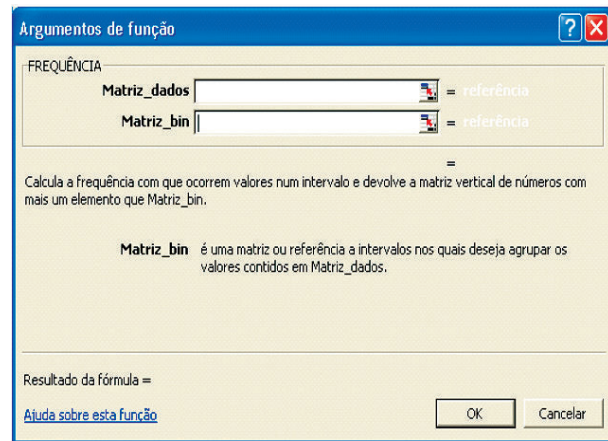 Argumentos de função
FREQUÊNCIA
Matriz_dados = referência
Matriz_bin = referência
=
Calcula a frequência com que ocorrem valores num intervalo e devolve a matriz vertical de números com
mais um elemento que Matriz_bin.
Matriz_bin é uma matriz ou referência a intervalos nos quais deseja agrupar os
valores contidos em Matriz_dados.
Resultado da fórmula =
Ajuda sobre esta função
OK Cancelar